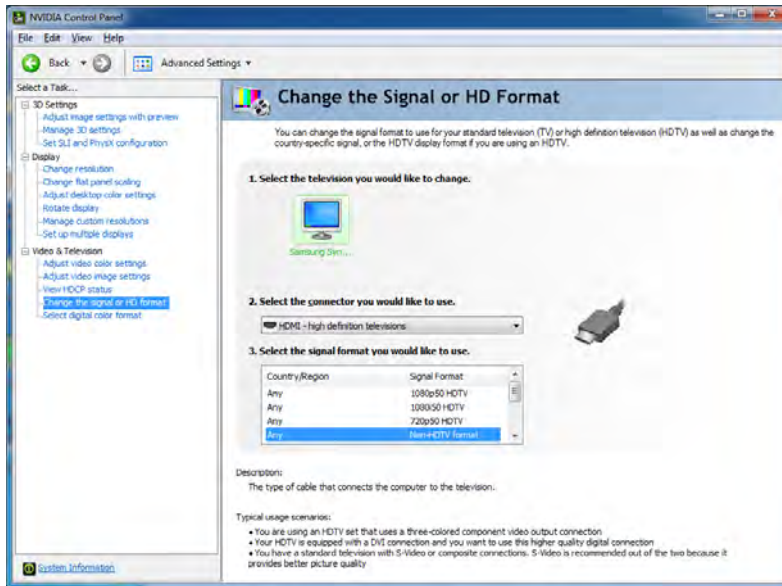 NVIDIA Control Panel
File Edit View Help
Back Advanced Settings
Select a Task...
3D Settings
Adjust image settings with preview
Manage 3D settings
Set SLI and PhysX configuration
Display
Change resolution
Change flat panel scaling
Adjust desktop color settings
Rotate display
Manage custom resolutions
Set up multiple displays
Video & Television
Adjust video color settings
Adjust video image settings
View HDCP status
Change the signal or HD format
Select digital color format
System Information
Change the Signal or HD Format
You can change the signal format to use for your standard television (TV) or high definition television (HDTV) as well as change the
country-specific signal, or the HDTV display format if you are using an HDTV.
1. Select the television you would like to change.
Samsung Syn...
2. Select the connector you would like to use.
HDMI - high definition televisions
3. Select the signal format you would like to use.
Country/Region Signal Format
Any 1080p50 HDTV
Any 1080i50 HDTV
Any 720p50 HDTV
Any Non-HDTV format
Description:
The type of cable that connects the computer to the television.
Typical usage scenarios:
• You are using an HDTV set that uses a three-colored component video output connection
• Your HDTV is equipped with a DVI connection and you want to use this higher quality digital connection
• You have a standard television with S-Video or composite connections. S-Video is recommended out of the two because it
provides better picture quality